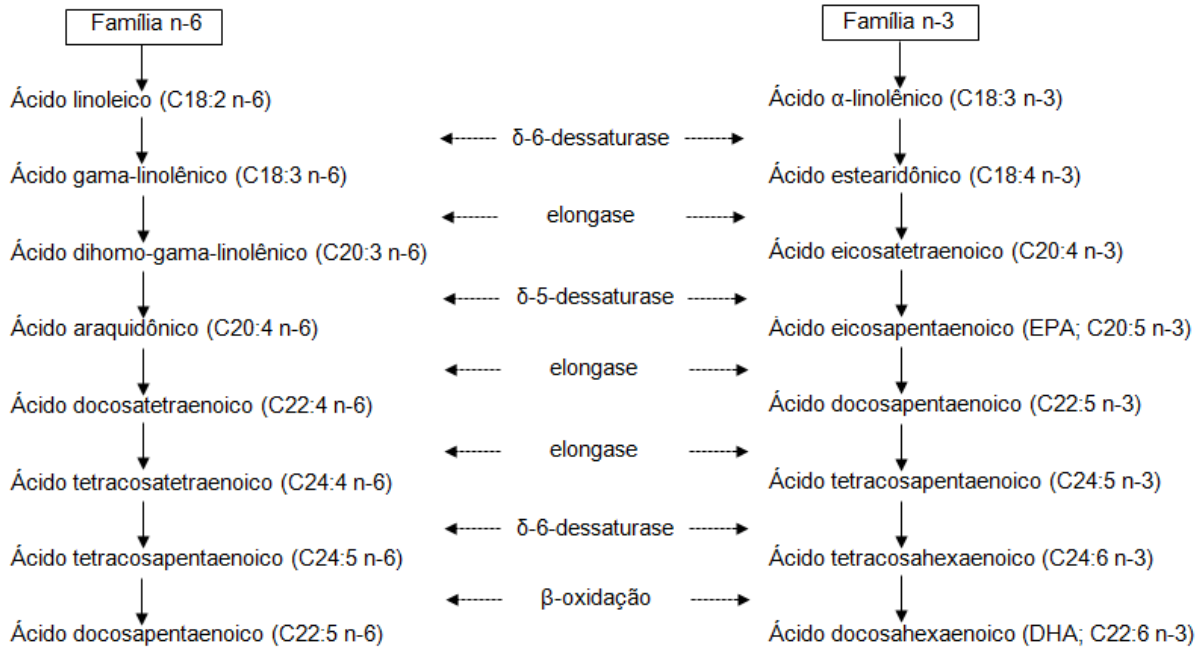 Família n-6
Família n-3
Ácido linoleico (C18:2 n-6)
Ácido α-linolênico (C18:3 n-3)
δ-6-dessaturase
Ácido gama-linolênico (C18:3 n-6)
Ácido estearidônico (C18:4 n-3)
elongase
Ácido dihomo-gama-linolênico (C20:3 n-6)
Ácido eicosatetraenoico (C20:4 n-3)
δ-5-dessaturase
Ácido araquidônico (C20:4 n-6)
Ácido eicosapentaenoico (EPA; C20:5 n-3)
elongase
Ácido docosatetraenoico (C22:4 n-6)
Ácido docosapentaenoico (C22:5 n-3)
elongase
Ácido tetracosatetraenoico (C24:4 n-6)
Ácido tetracosapentaenoico (C24:5 n-3)
δ-6-dessaturase
Ácido tetracosapentaenoico (C24:5 n-6)
Ácido tetracosahexaenoico (C24:6 n-3)
β-oxidação
Ácido docosapentaenoico (C22:5 n-6)
Ácido docosahexaenoico (DHA; C22:6 n-3)